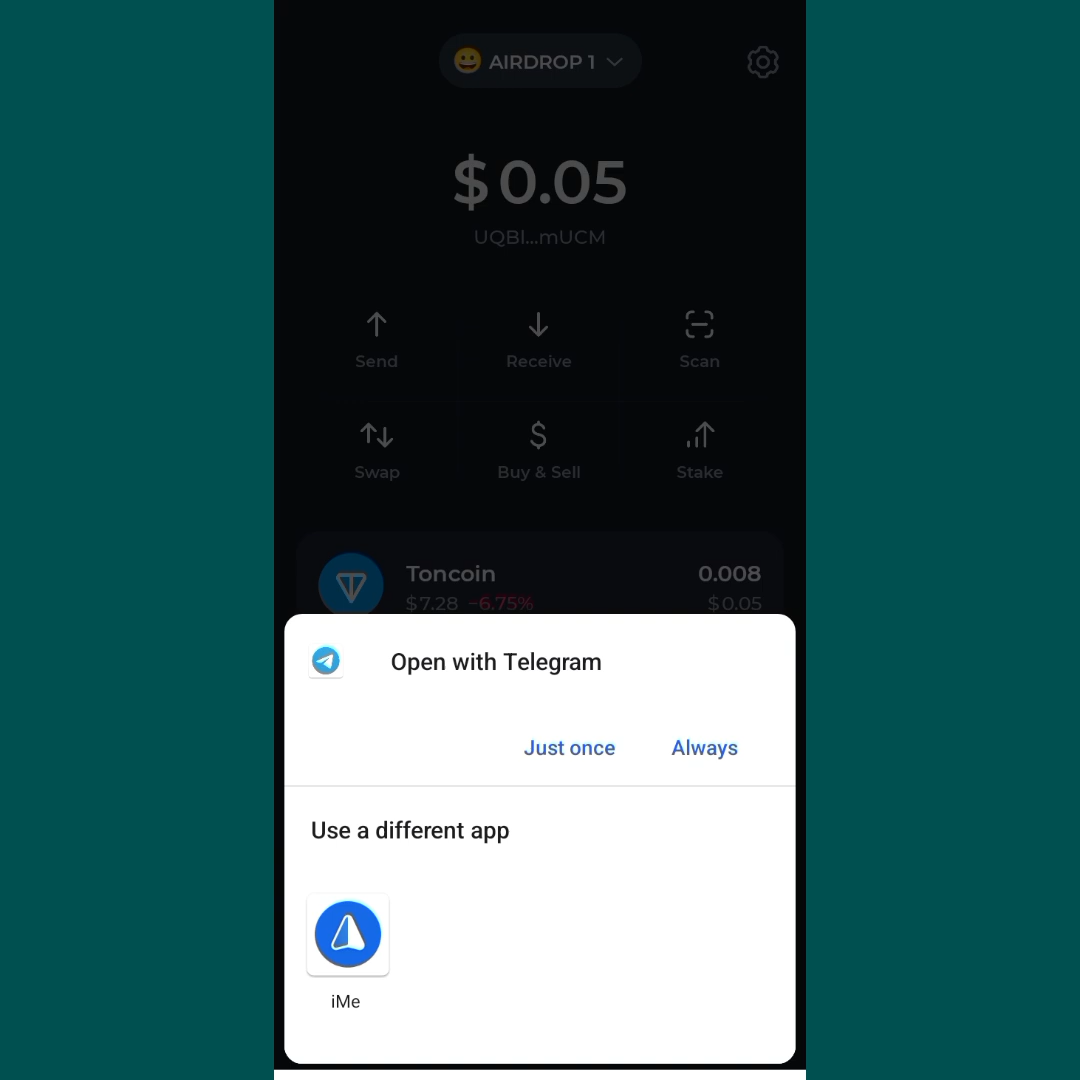 😀 AIRDROP 1
$ 0.05
UQBl...mUCM
Send Receive Scan
Swap Buy & Sell Stake
Toncoin 0.008
$ 7.28 −6.75% $ 0.05
Open with Telegram
Just once Always
Use a different app
iMe